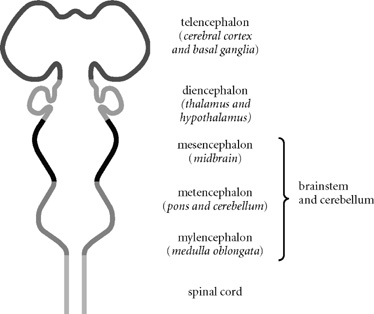 telencephalon
(cerebral cortex
and basal ganglia)
diencephalon
(thalamus and
hypothalamus)
mesencephalon
(midbrain)
metencephalon
(pons and cerebellum)
mylencephalon
(medulla oblongata)
brainstem
and cerebellum
spinal cord